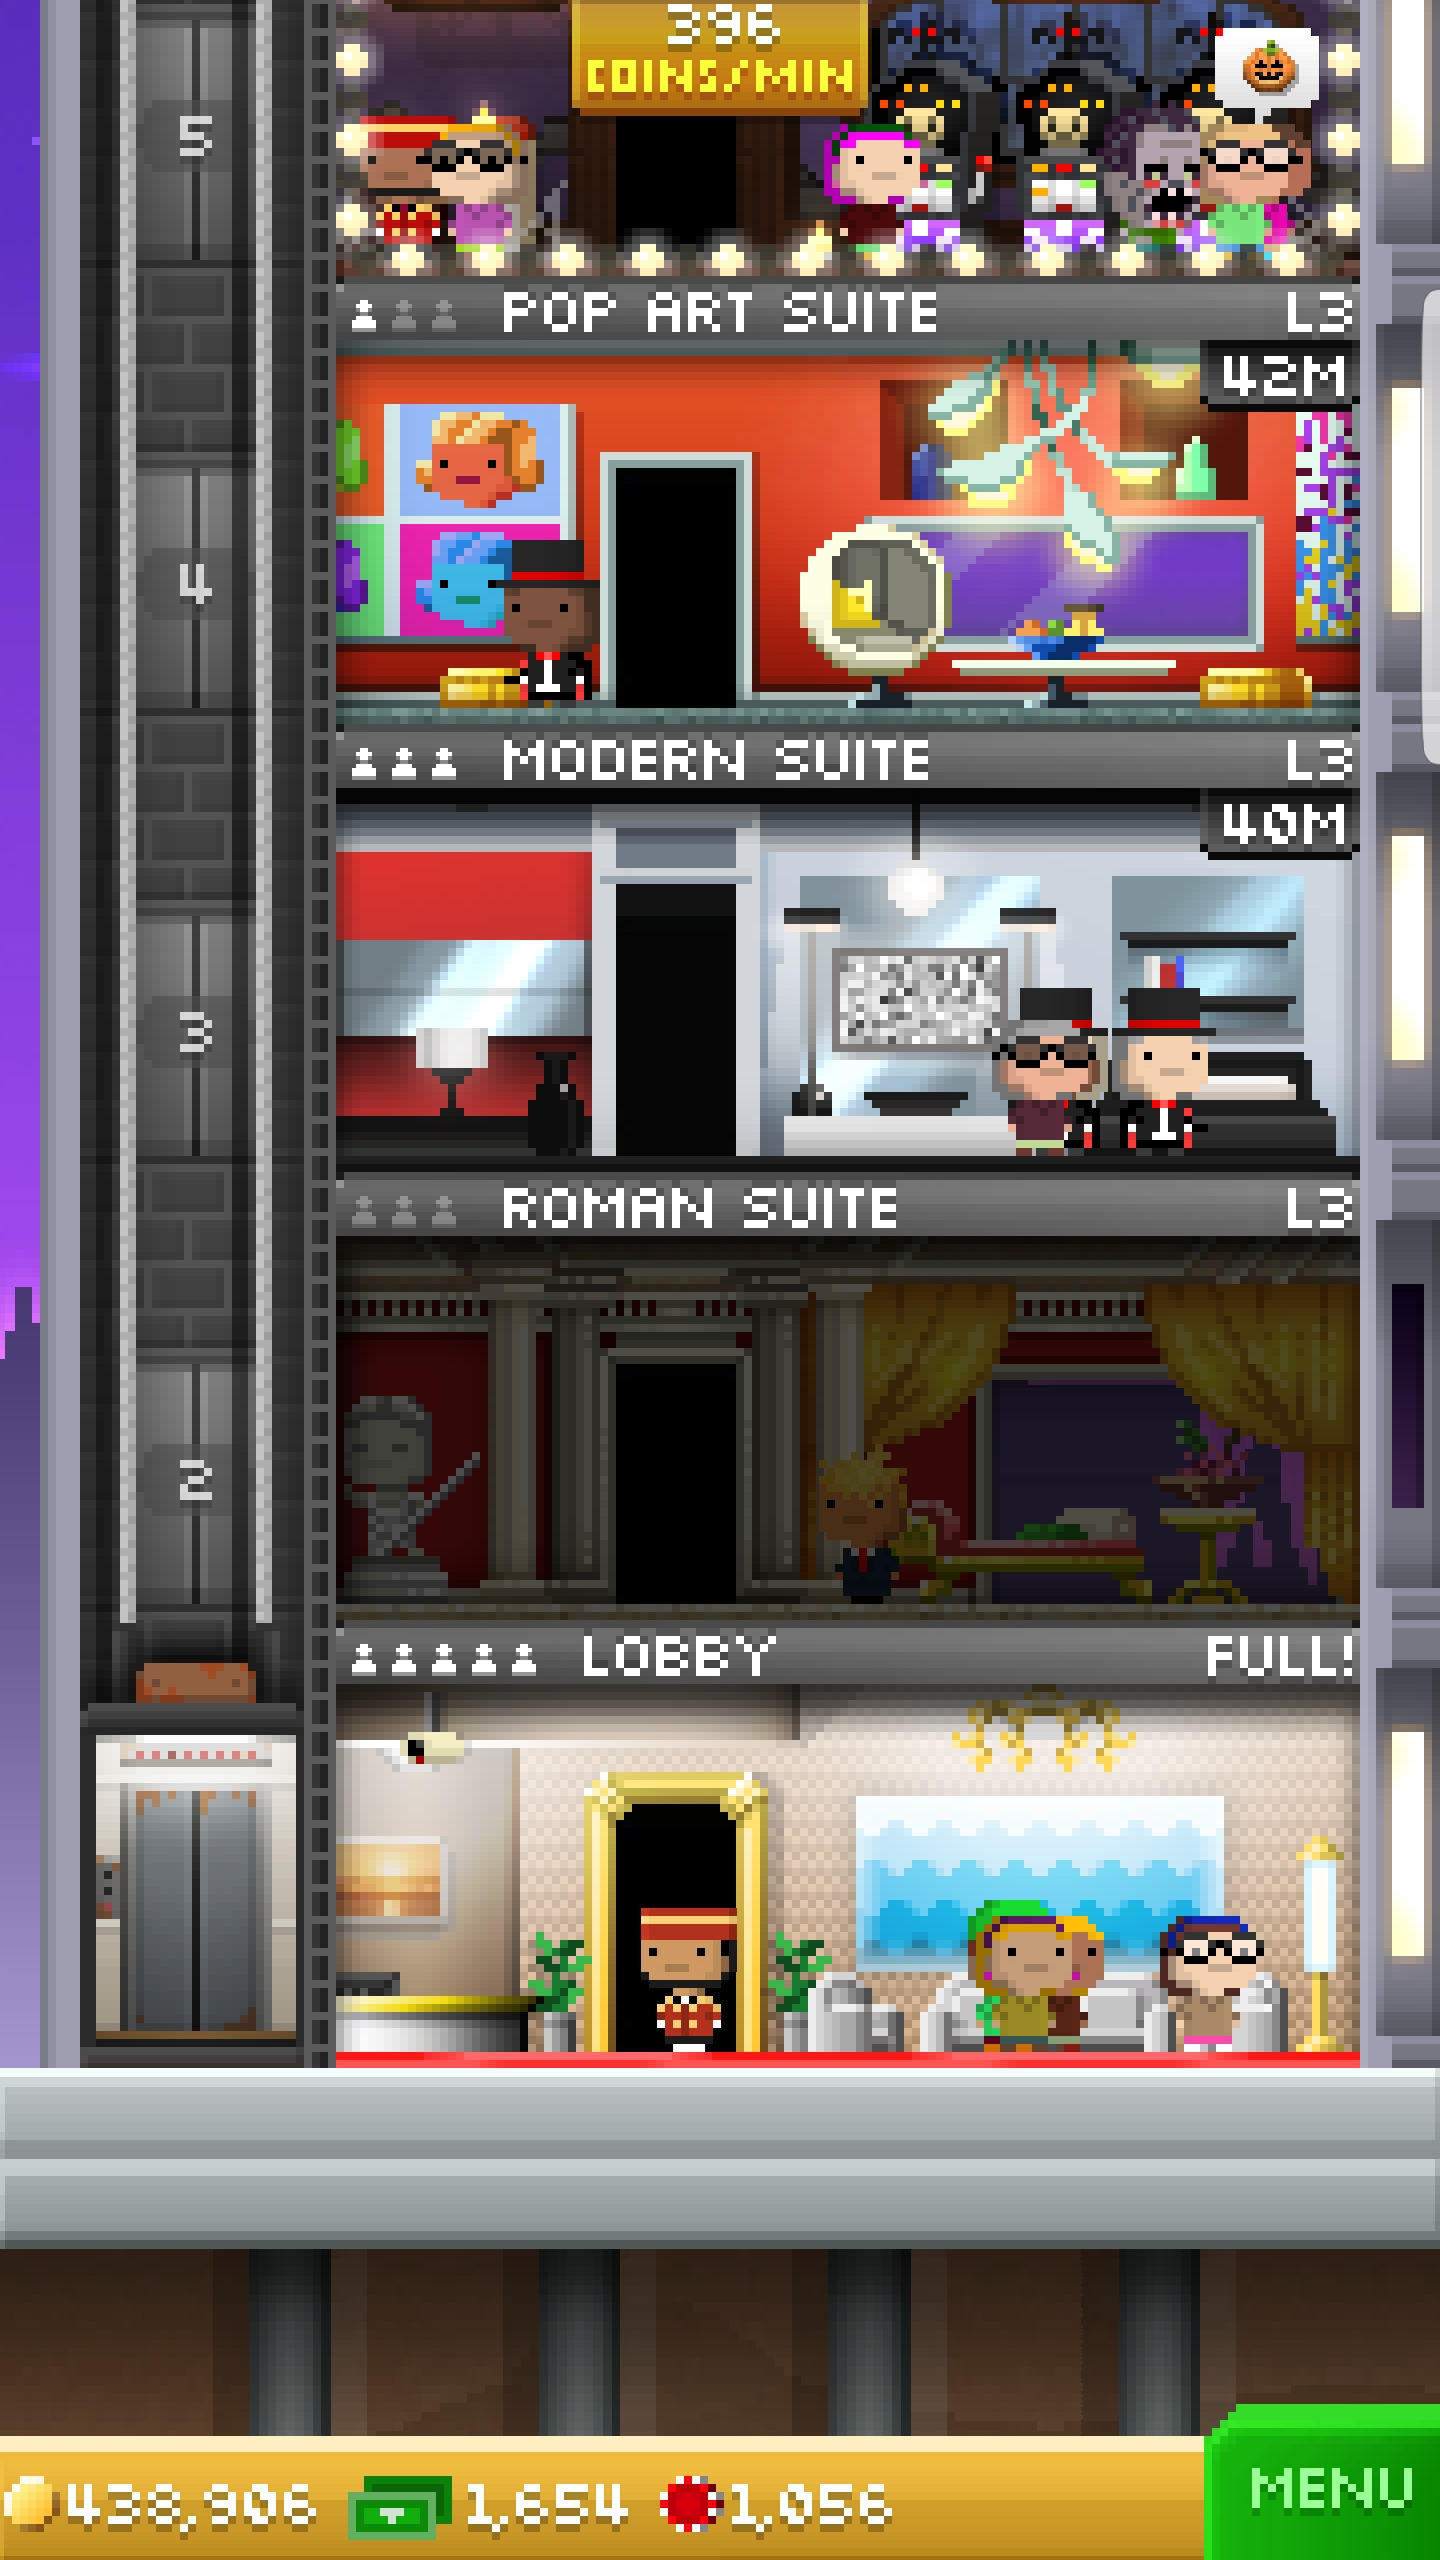 396
COINS/MIN
5
POP ART SUITE L3
42M
4
MODERN SUITE L3
40M
3
ROMAN SUITE L3
2
LOBBY FULL!
438,906 1,654 1,056
MENU